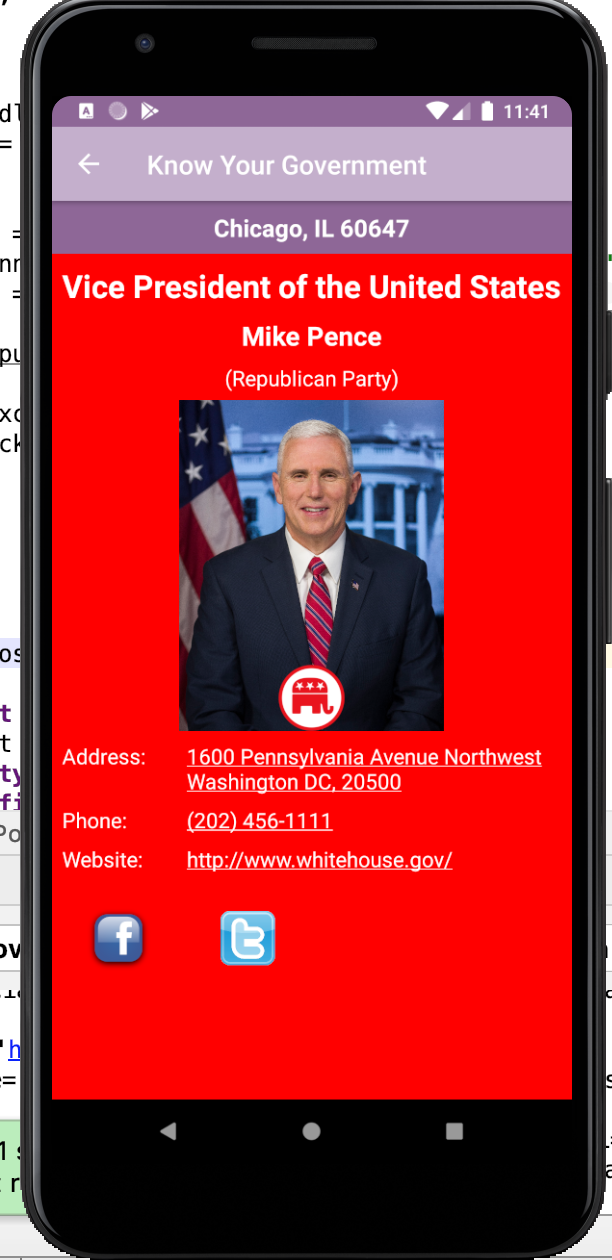 11:41
Know Your Government
Chicago, IL 60647
Vice President of the United States
Mike Pence
(Republican Party)
Address: 1600 Pennsylvania Avenue Northwest
Washington DC, 20500
Phone: (202) 456-1111
Website: http://www.whitehouse.gov/